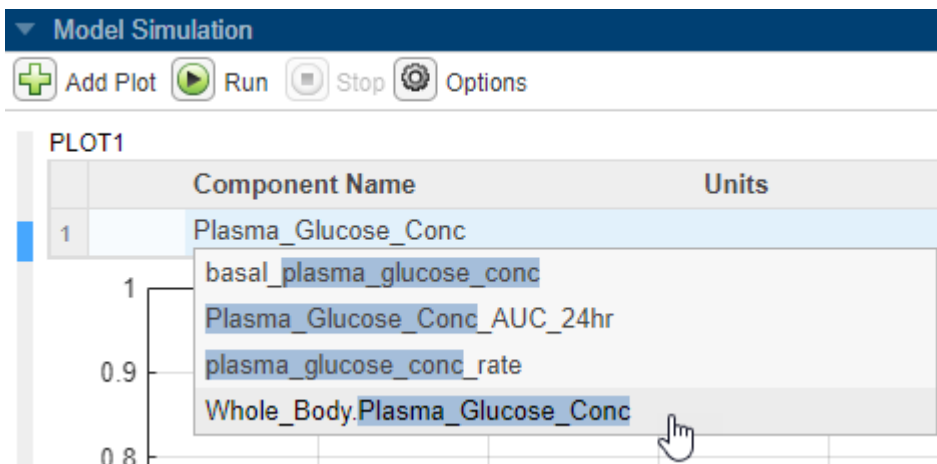 Model Simulation
Add Plot Run Stop Options
PLOT1
Component Name Units
1 Plasma_Glucose_Conc
basal_plasma_glucose_conc
1
Plasma_Glucose_Conc_AUC_24hr
0.9 plasma_glucose_conc_rate
Whole_Body.Plasma_Glucose_Conc
0.8